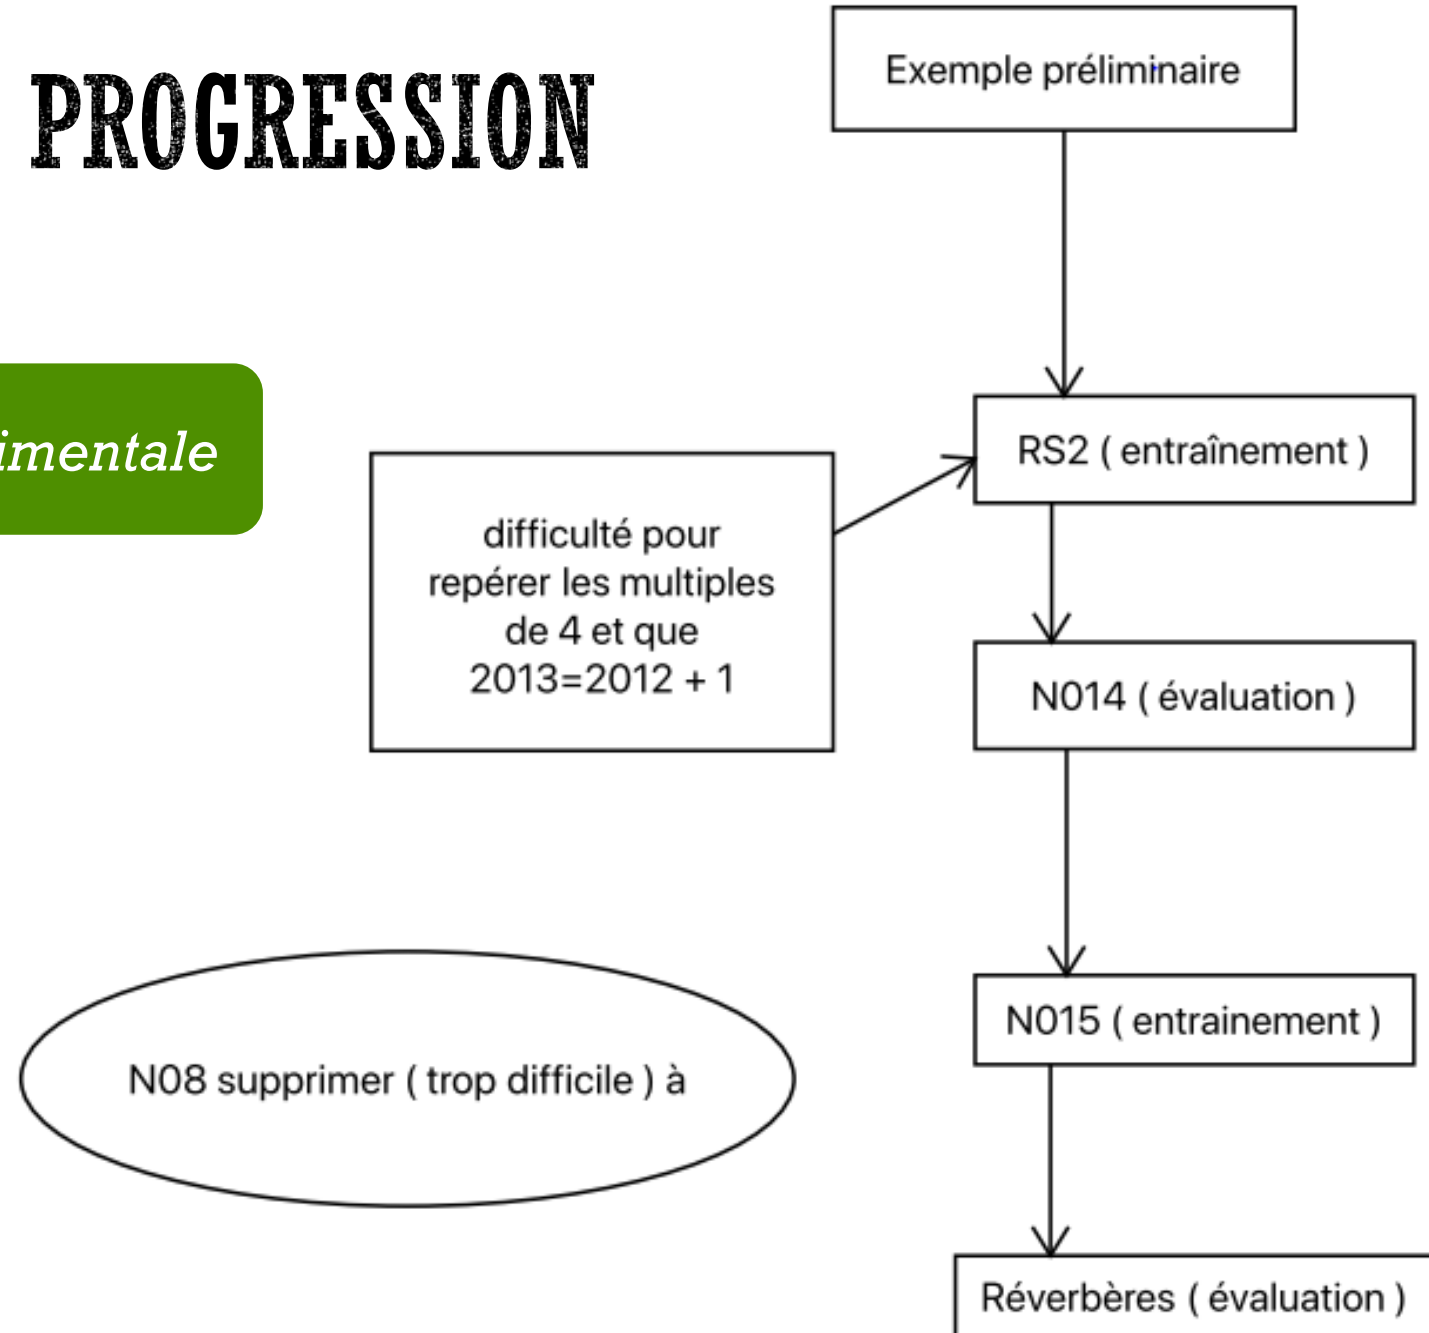 PROGRESSION
Exemple préliminaire
imentale
RS2 ( entraînement )
difficulté pour
repérer les multiples
de 4 et que
2013=2012 + 1
N014 ( évaluation )
N015 ( entrainement )
N08 supprimer ( trop difficile ) à
Réverbères ( évaluation )